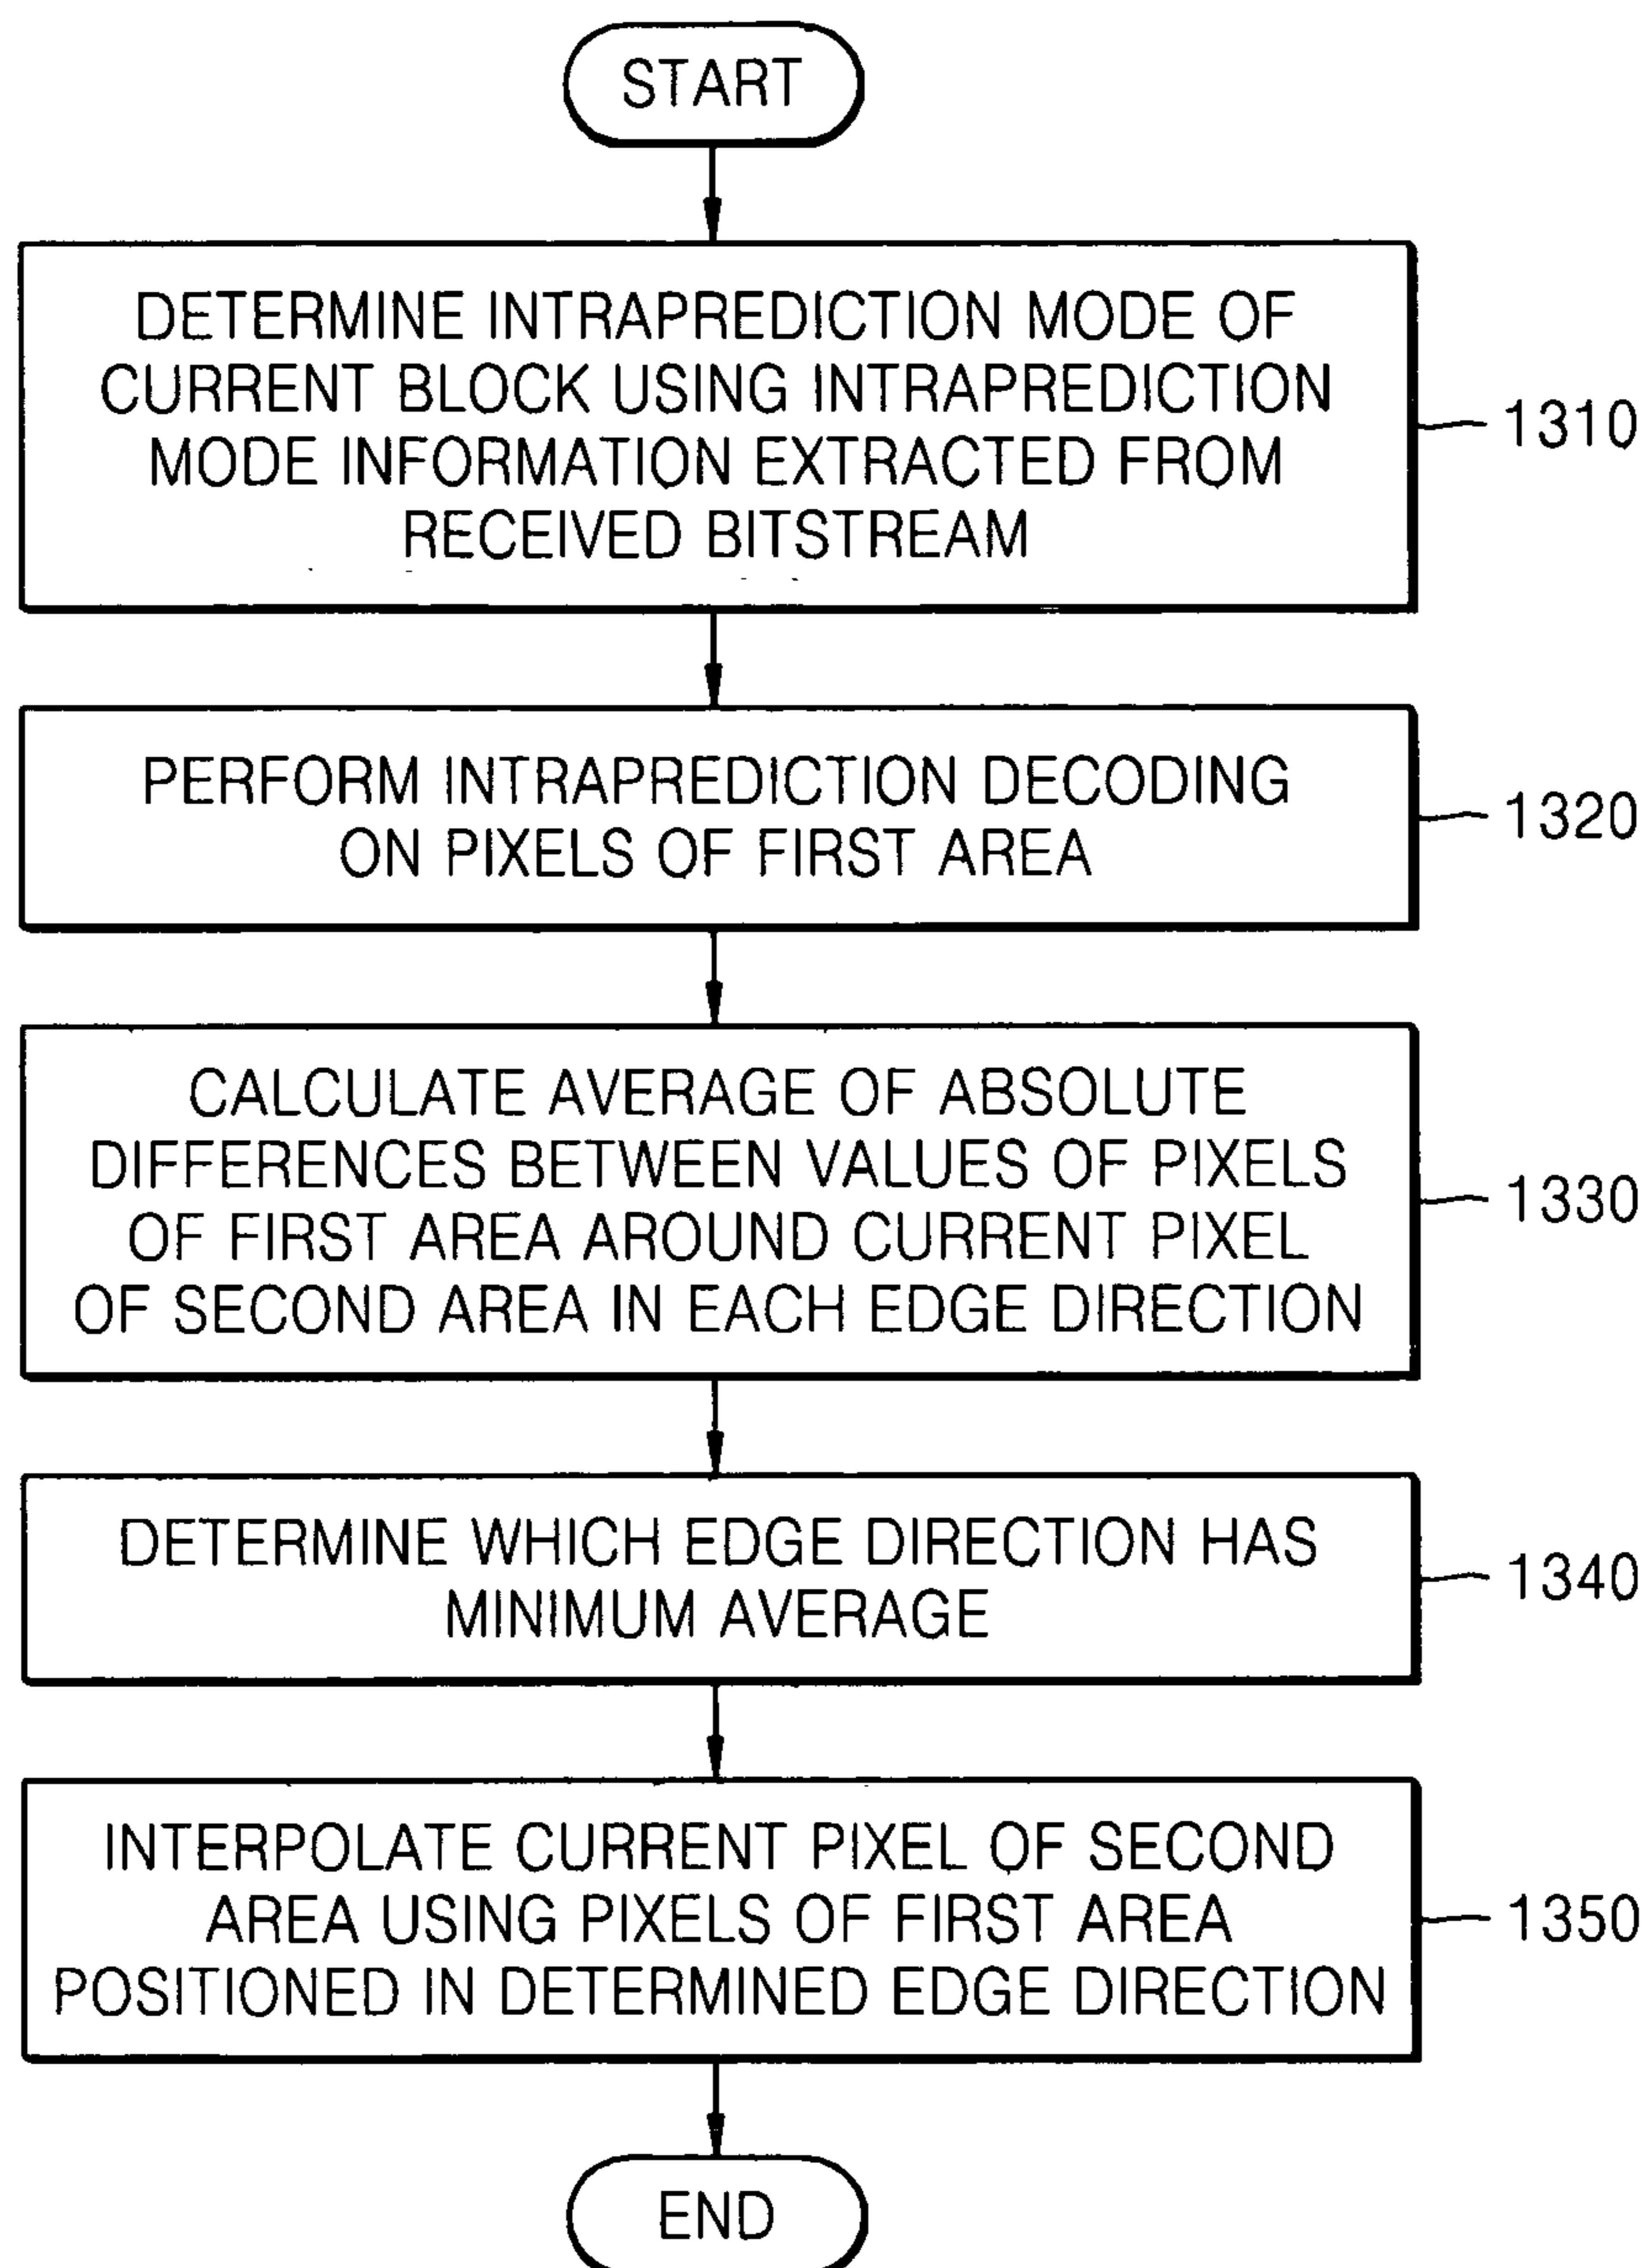 START
DETERMINE INTRAPREDICTION MODE OF
CURRENT BLOCK USING INTRAPREDICTION
MODE INFORMATION EXTRACTED FROM
RECEIVED BITSTREAM
1310
PERFORM INTRAPREDICTION DECODING
ON PIXELS OF FIRST AREA
1320
CALCULATE AVERAGE OF ABSOLUTE
DIFFERENCES BETWEEN VALUES OF PIXELS
OF FIRST AREA AROUND CURRENT PIXEL
OF SECOND AREA IN EACH EDGE DIRECTION
1330
DETERMINE WHICH EDGE DIRECTION HAS
MINIMUM AVERAGE
1340
INTERPOLATE CURRENT PIXEL OF SECOND
AREA USING PIXELS OF FIRST AREA
POSITIONED IN DETERMINED EDGE DIRECTION
1350
END